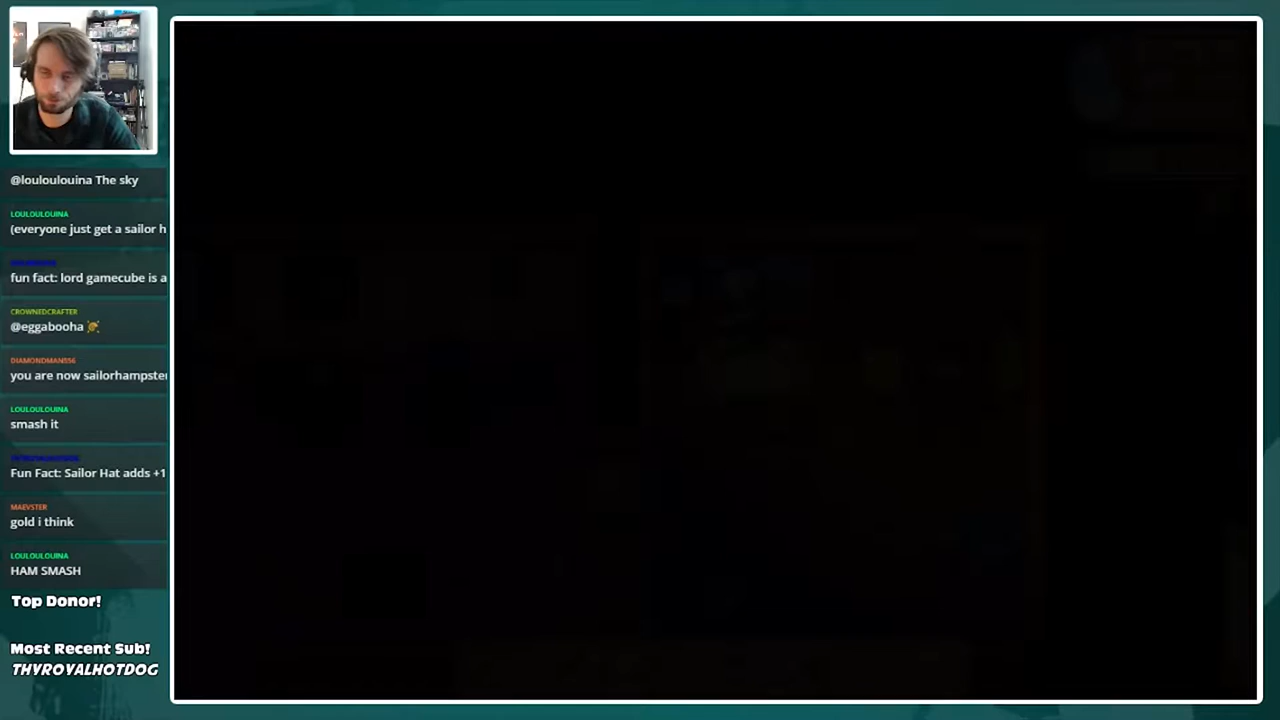 @louloulouina The sky
LOULOULOUINA
(everyone just get a sailor h
fun fact: lord gamecube is a
CROWNEDCRAFTER
@eggabooha
DIAMONDMAN556
you are now sailorhampster
LOULOULOUINA
smash it
Fun Fact: Sailor Hat adds +1
MAEVSTER
gold i think
LOULOULOUINA
HAM SMASH
Top Donor!
Most Recent Sub!
THYROYALHOTDOG